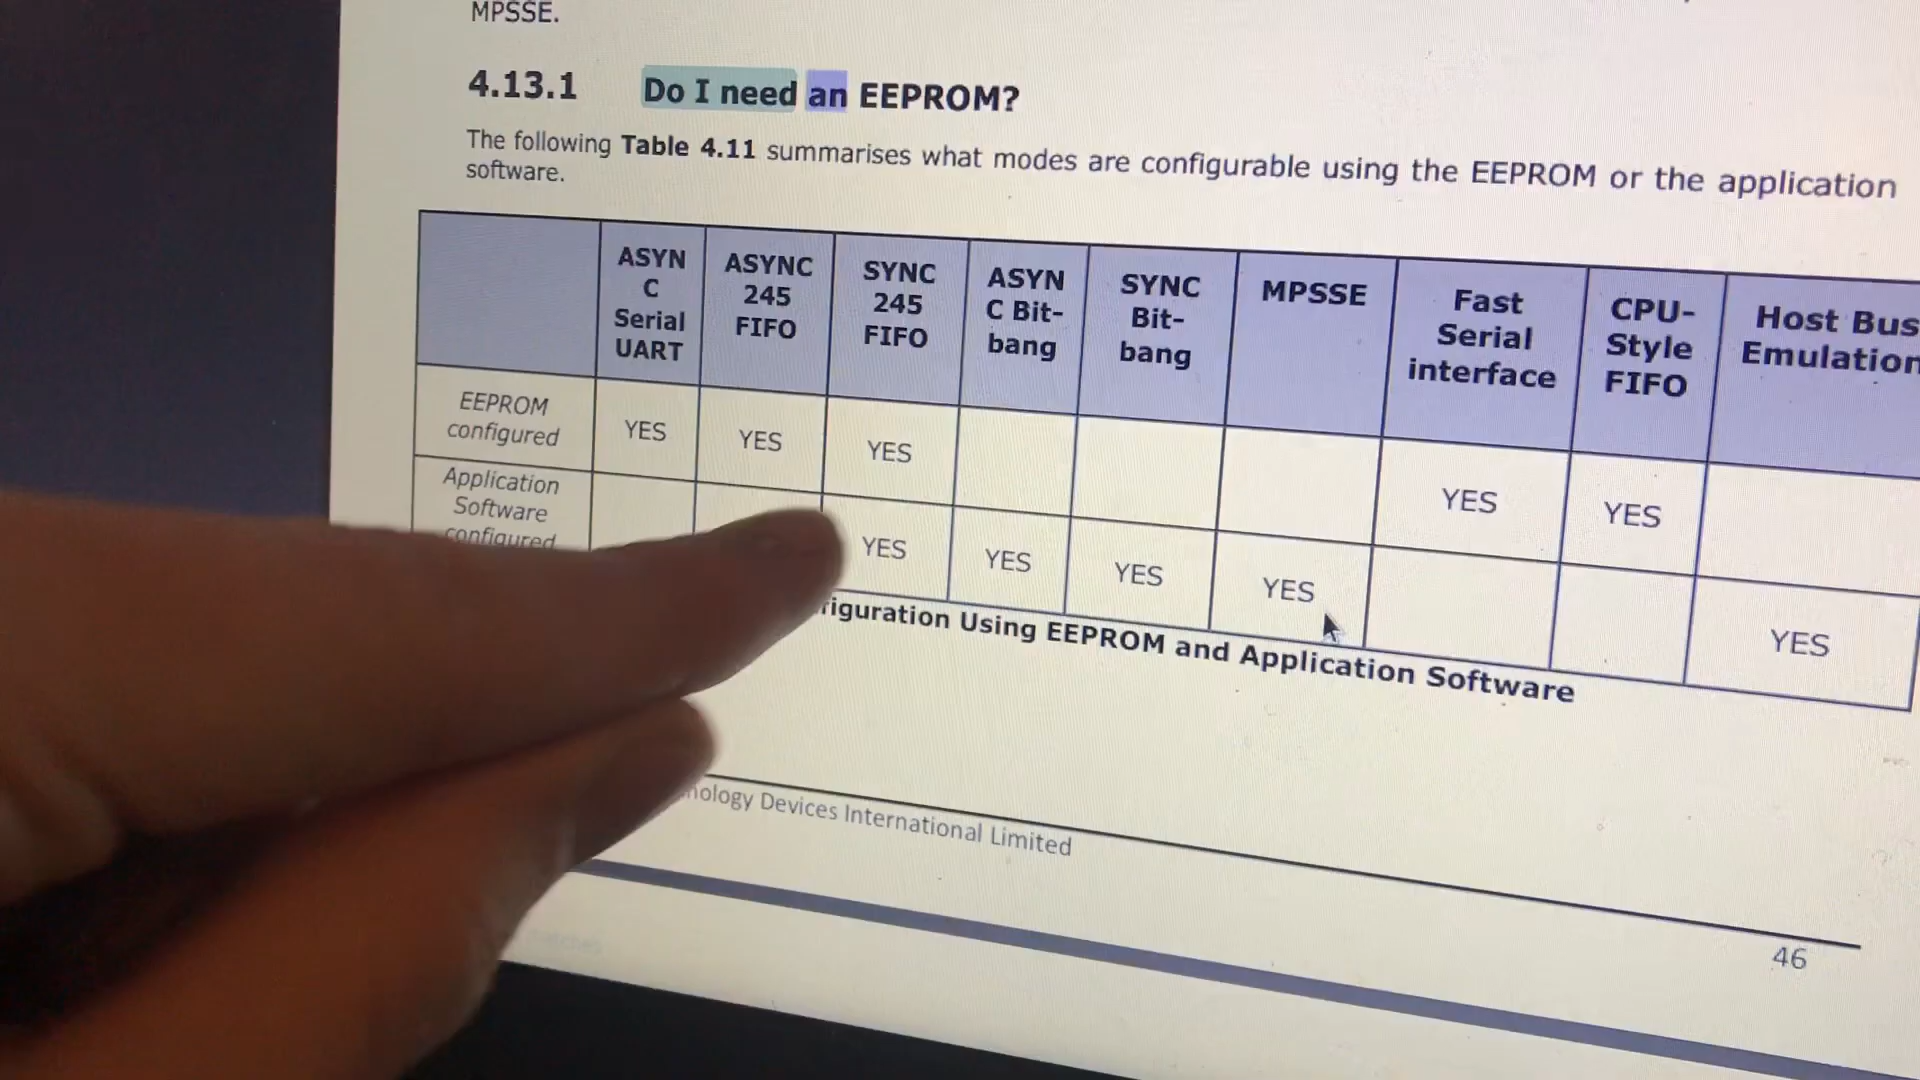 MPSSE.
4.13.1 Do I need an EEPROM?
The following Table 4.11 summarises what modes are configurable using the EEPROM or the application
software.
ASYN
C
Serial
UART
ASYNC
245
FIFO
SYNC
245
FIFO
ASYN
C Bit-
bang
SYNC
Bit-
bang
MPSSE
Fast
Serial
interface
CPU-
Style
FIFO
Host Bus
Emulation
EEPROM
configured
YES YES YES YES YES
Application
Software
configured
YES YES YES YES YES
iguration Using EEPROM and Application Software
nology Devices International Limited
46